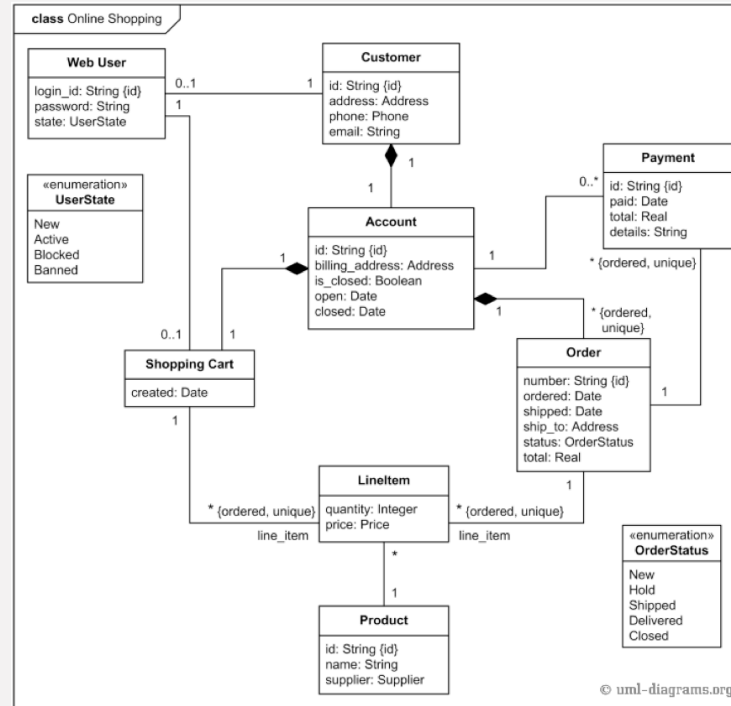 class Online Shopping
Web User
login_id: String {id}
password: String
state: UserState
0..1
1
1
Customer
id: String {id}
address: Address
phone: Phone
email: String
1
1
«enumeration»
UserState
New
Active
Blocked
Banned
Account
id: String {id}
billing_address: Address
is_closed: Boolean
open: Date
closed: Date
1
1
0..1
1
0..*
Payment
id: String {id}
paid: Date
total: Real
details: String
* {ordered, unique}
1
1
* {ordered,
unique}
Shopping Cart
created: Date
1
Order
number: String {id}
ordered: Date
shipped: Date
ship_to: Address
status: OrderStatus
total: Real
1
LineItem
quantity: Integer
price: Price
* {ordered, unique}
line_item
* {ordered, unique}
line_item
*
1
Product
id: String {id}
name: String
supplier: Supplier
«enumeration»
OrderStatus
New
Hold
Shipped
Delivered
Closed
© uml-diagrams.org